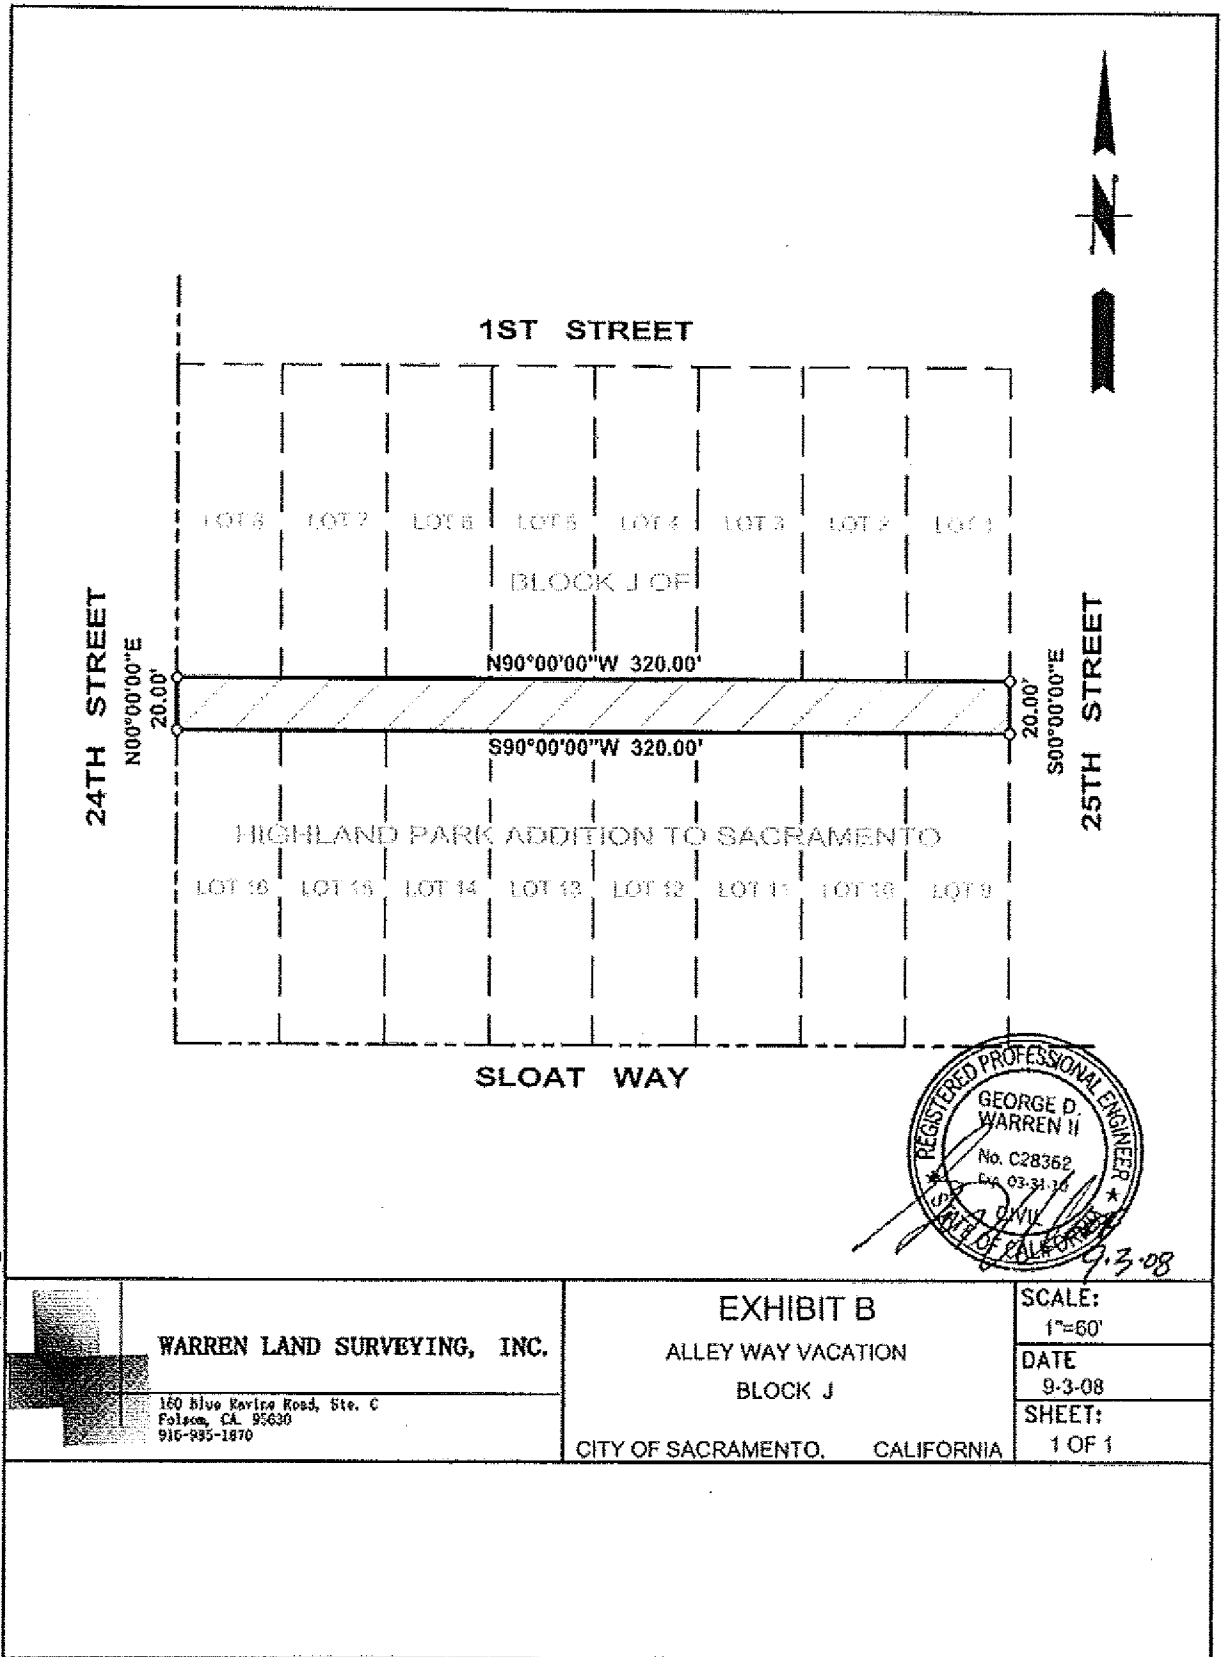 N
1ST STREET
LOT 8 LOT 7 LOT 6 LOT 5 LOT 4 LOT 3 LOT 2 LOT 1
BLOCK J OF
24TH STREET
N00°00'00"E
20.00'
N90°00'00"W 320.00'
S90°00'00"W 320.00'
20.00'
S00°00'00"E
25TH STREET
HIGHLAND PARK ADDITION TO SACRAMENTO
LOT 16 LOT 15 LOT 14 LOT 13 LOT 12 LOT 11 LOT 10 LOT 9
SLOAT WAY
REGISTERED PROFESSIONAL ENGINEER
GEORGE D.
WARREN II
No. C28362
Exp. 03-31-10
CIVIL
STATE OF CALIFORNIA
9.3.08
WARREN LAND SURVEYING, INC.
160 Blue Ravine Road, Ste. C
Folsom, CA. 95630
916-985-1870
EXHIBIT B
ALLEY WAY VACATION
BLOCK J
CITY OF SACRAMENTO, CALIFORNIA
SCALE:
1"=60'
DATE
9-3-08
SHEET:
1 OF 1